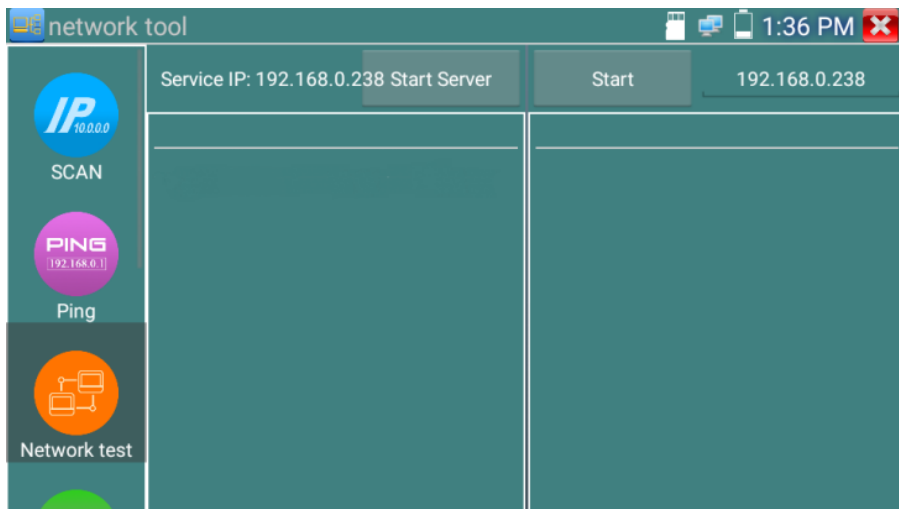 network tool
1:36 PM
Service IP: 192.168.0.238 Start Server
Start
192.168.0.238
IP
10.0.0.0
SCAN
PING
192.168.0.1
Ping
Network test